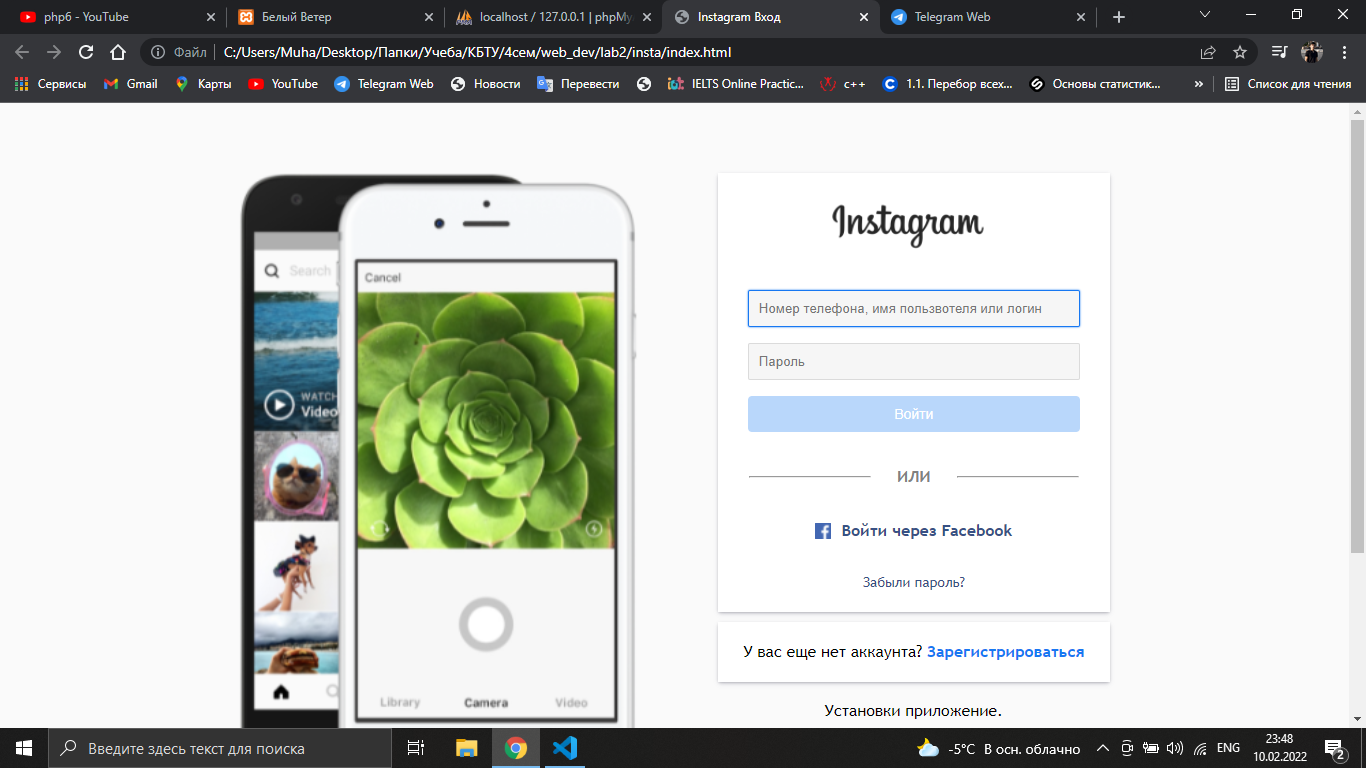 php6 - YouTube
Белый Ветер
localhost / 127.0.0.1 | phpMy
Instagram Вход
Telegram Web
Файл
C:/Users/Muha/Desktop/Папки/Учеба/КБТУ/4сем/web_dev/lab2/insta/index.html
Сервисы
Gmail
Карты
YouTube
Telegram Web
Новости
Перевести
IELTS Online Practic...
c++
1.1. Перебор всех...
Основы статистик...
»
Список для чтения
Search
WATCH
Video
Cancel
Library
Camera
Video
Instagram
Номер телефона, имя пользвотеля или логин
Пароль
Войти
ИЛИ
Войти через Facebook
Забыли пароль?
У вас еще нет аккаунта? Зарегистрироваться
Установки приложение.
Введите здесь текст для поиска
-5°C В осн. облачно
ENG
23:48
10.02.2022
2